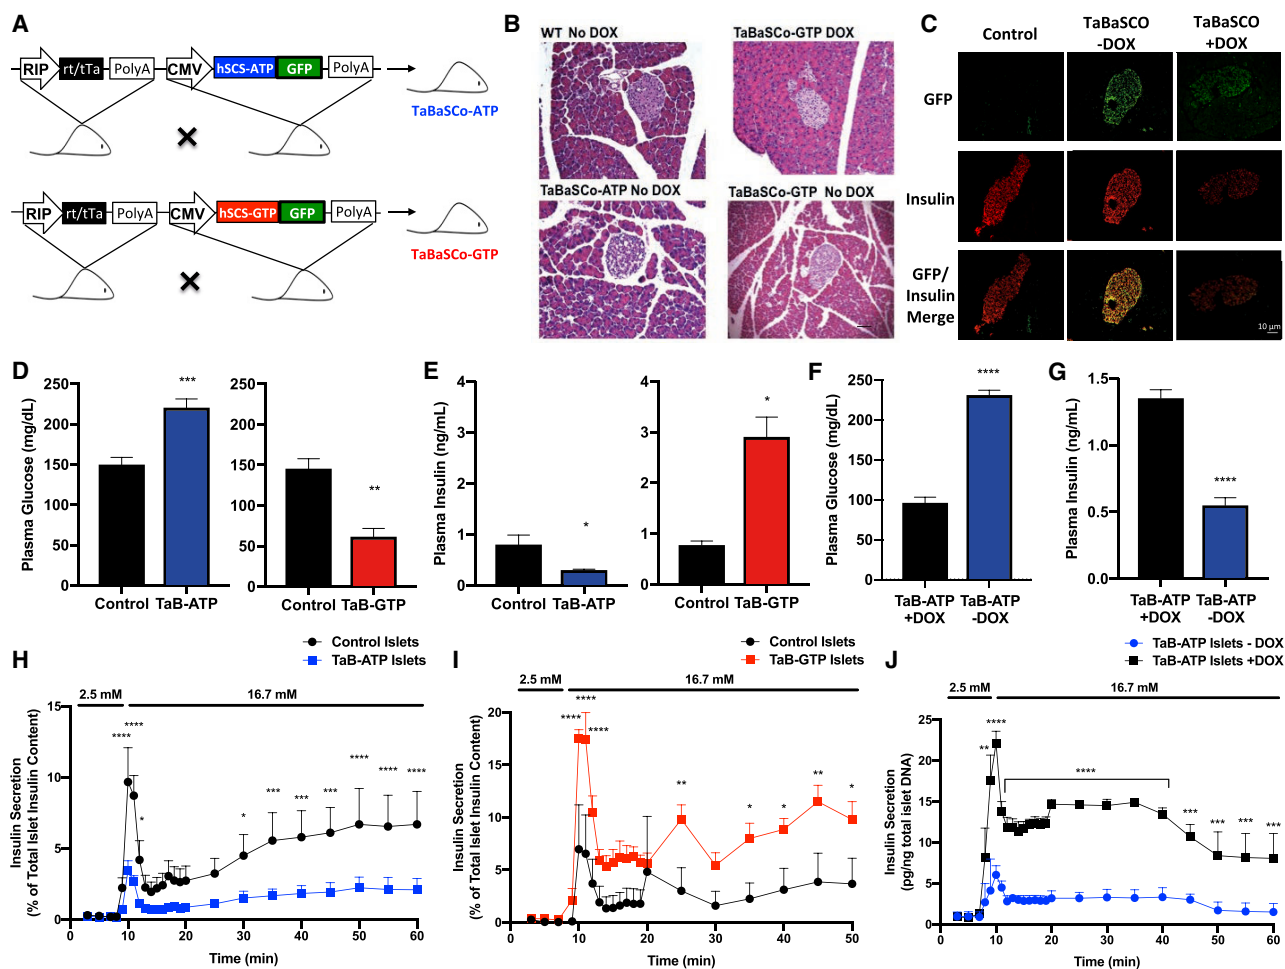 A
RIP rt/tTa PolyA CMV hSCS-ATP GFP PolyA
TaBaSCo-ATP
×
RIP rt/tTa PolyA CMV hSCS-GTP GFP PolyA
TaBaSCo-GTP
×
B
WT No DOX
TaBaSCo-GTP DOX
TaBaSCo-ATP No DOX
TaBaSCo-GTP No DOX
C
Control
TaBaSCO
-DOX
TaBaSCO
+DOX
GFP
Insulin
GFP/
Insulin
Merge
10 µm
D
Plasma Glucose (mg/dL)
250
200
150
100
50
0
***
Control TaB-ATP
250
200
150
100
50
0
**
Control TaB-GTP
E
Plasma Insulin (ng/mL)
4
3
2
1
0
*
Control TaB-ATP
4
3
2
1
0
*
Control TaB-GTP
F
Plasma Glucose (mg/dL)
250
200
150
100
50
0
****
TaB-ATP TaB-ATP
+DOX -DOX
G
Plasma Insulin (ng/mL)
1.5
1.0
0.5
0.0
****
TaB-ATP TaB-ATP
+DOX -DOX
H
Control Islets
TaB-ATP Islets
2.5 mM 16.7 mM
Insulin Secretion
(% of Total Islet Insulin Content)
15
10
5
0
****
****
*
*
***
***
***
****
****
****
0 10 20 30 40 50 60
Time (min)
I
Control Islets
TaB-GTP Islets
2.5 mM 16.7 mM
Insulin Secretion
(% of Total Islet Insulin Content)
20
15
10
5
0
****
****
****
**
*
*
**
*
0 10 20 30 40 50
Time (min)
J
TaB-ATP Islets - DOX
TaB-ATP Islets +DOX
2.5 mM 16.7 mM
Insulin Secretion
(pg/ng total islet DNA)
25
20
15
10
5
0
**
****
****
***
***
***
***
0 10 20 30 40 50 60
Time (min)